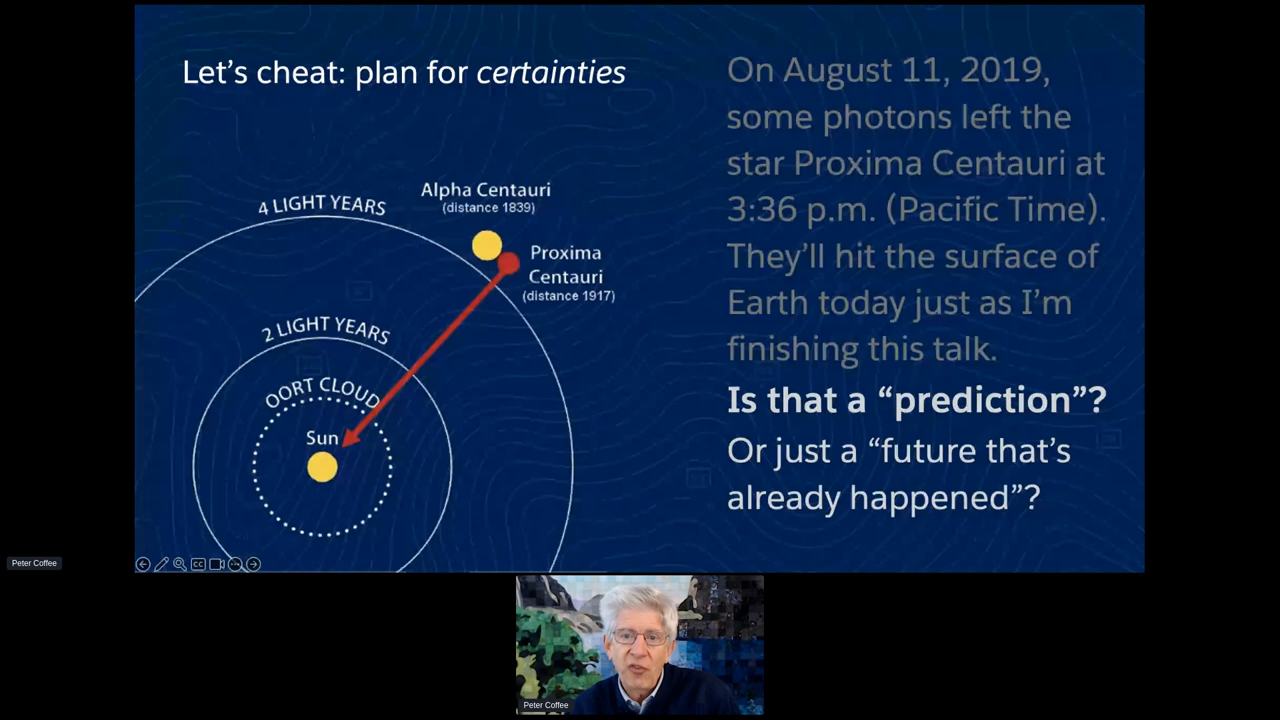 Let’s cheat: plan for certainties
On August 11, 2019,
some photons left the
star Proxima Centauri at
3:36 p.m. (Pacific Time).
They’ll hit the surface of
Earth today just as I’m
finishing this talk.
Is that a “prediction”?
Or just a “future that’s
already happened”?
4 LIGHT YEARS
Alpha Centauri
(distance 1839)
Proxima
Centauri
(distance 1917)
2 LIGHT YEARS
OORT CLOUD
Sun
CC
Peter Coffee
Peter Coffee